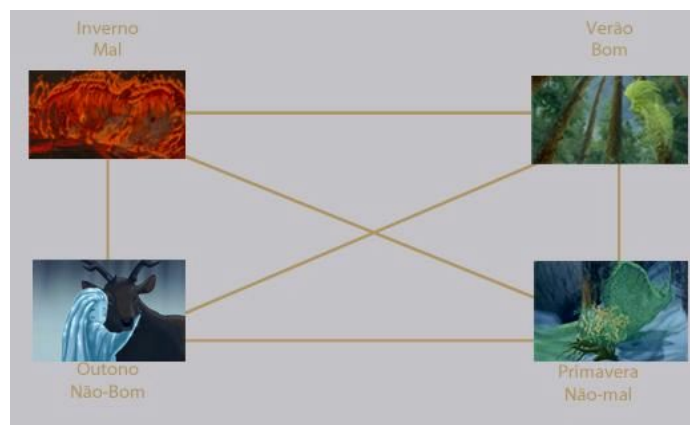 Inverno
Mal
Verão
Bom
Outono
Não-Bom
Primavera
Não-mal